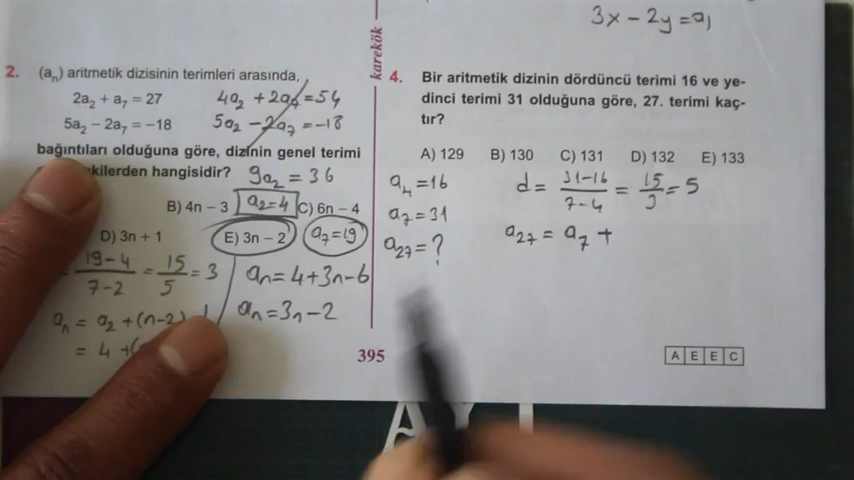 3x - 2y = a₁
karekök
2. (aₙ) aritmetik dizisinin terimleri arasında,
2a₂ + a₇ = 27
5a₂ – 2a₇ = –18
4a₂ + 2a₇ = 54
5a₂ - 2a₇ = -18
bağıntıları olduğuna göre, dizinin genel terimi
kilerden hangisidir?
9a₂ = 36
B) 4n – 3
a₂ = 4
C) 6n – 4
D) 3n + 1
E) 3n – 2
a₇ = 19
19 - 4 / 7 - 2 = 15 / 5 = 3
aₙ = a₂ + (n-2)
= 4 + (
aₙ = 4 + 3n - 6
aₙ = 3n - 2
4. Bir aritmetik dizinin dördüncü terimi 16 ve ye-
dinci terimi 31 olduğuna göre, 27. terimi kaç-
tır?
A) 129 B) 130 C) 131 D) 132 E) 133
a₄ = 16
a₇ = 31
a₂₇ = ?
d = 31 - 16 / 7 - 4 = 15 / 3 = 5
a₂₇ = a₇ +
395
A E E C